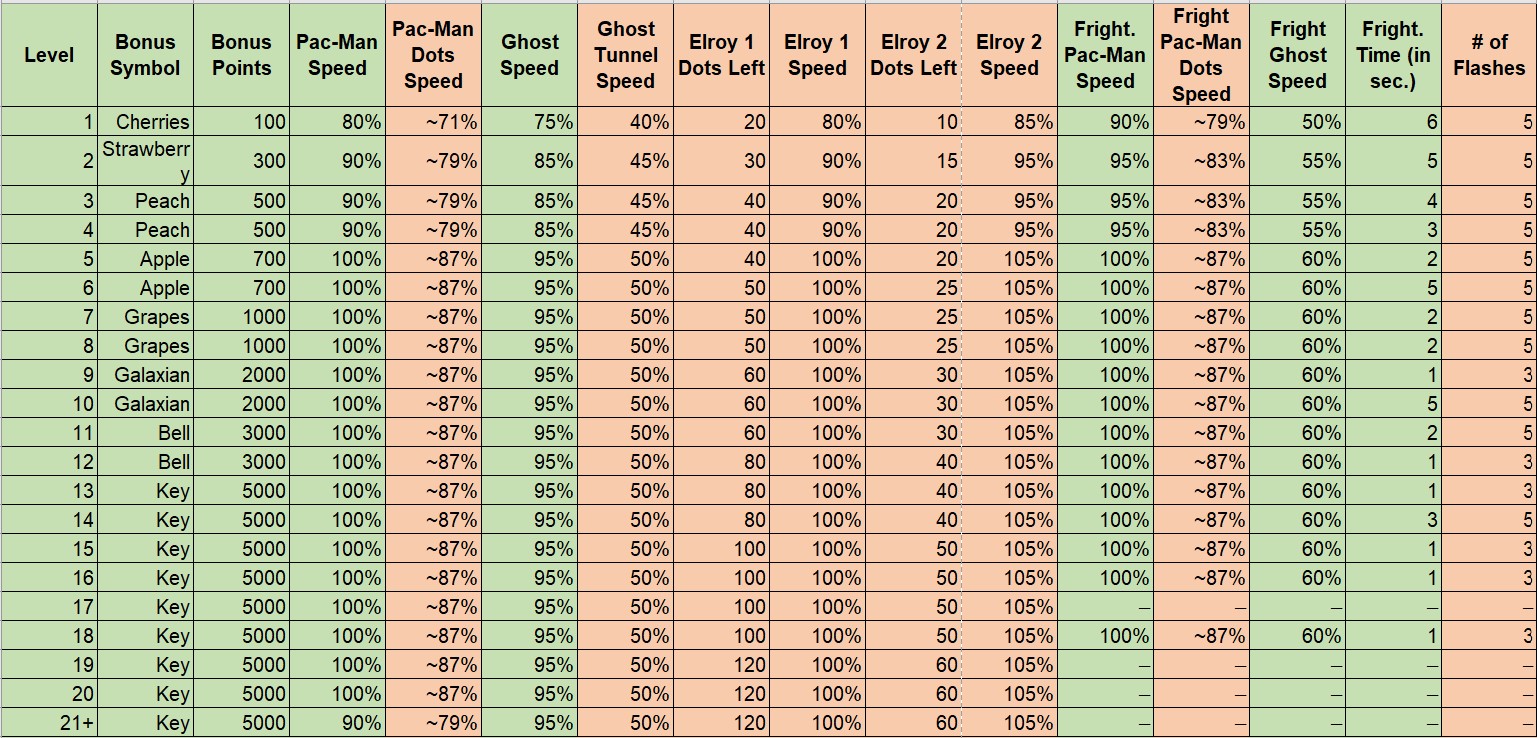 Level Bonus Symbol Bonus Points Pac-Man Speed Pac-Man Dots Speed Ghost Speed Ghost Tunnel Speed Elroy 1 Dots Left Elroy 1 Speed Elroy 2 Dots Left Elroy 2 Speed Fright. Pac-Man Speed Fright Pac-Man Dots Speed Fright Ghost Speed Fright. Time (in sec.) # of Flashes
1 Cherries 100 80% ~71% 75% 40% 20 80% 10 85% 90% ~79% 50% 6 5
2 Strawberry 300 90% ~79% 85% 45% 30 90% 15 95% 95% ~83% 55% 5 5
3 Peach 500 90% ~79% 85% 45% 40 90% 20 95% 95% ~83% 55% 4 5
4 Peach 500 90% ~79% 85% 45% 40 90% 20 95% 95% ~83% 55% 3 5
5 Apple 700 100% ~87% 95% 50% 40 100% 20 105% 100% ~87% 60% 2 5
6 Apple 700 100% ~87% 95% 50% 50 100% 25 105% 100% ~87% 60% 5 5
7 Grapes 1000 100% ~87% 95% 50% 50 100% 25 105% 100% ~87% 60% 2 5
8 Grapes 1000 100% ~87% 95% 50% 50 100% 25 105% 100% ~87% 60% 2 5
9 Galaxian 2000 100% ~87% 95% 50% 60 100% 30 105% 100% ~87% 60% 1 3
10 Galaxian 2000 100% ~87% 95% 50% 60 100% 30 105% 100% ~87% 60% 5 5
11 Bell 3000 100% ~87% 95% 50% 60 100% 30 105% 100% ~87% 60% 2 5
12 Bell 3000 100% ~87% 95% 50% 80 100% 40 105% 100% ~87% 60% 1 3
13 Key 5000 100% ~87% 95% 50% 80 100% 40 105% 100% ~87% 60% 1 3
14 Key 5000 100% ~87% 95% 50% 80 100% 40 105% 100% ~87% 60% 3 5
15 Key 5000 100% ~87% 95% 50% 100 100% 50 105% 100% ~87% 60% 1 3
16 Key 5000 100% ~87% 95% 50% 100 100% 50 105% 100% ~87% 60% 1 3
17 Key 5000 100% ~87% 95% 50% 100 100% 50 105% – – – – –
18 Key 5000 100% ~87% 95% 50% 100 100% 50 105% 100% ~87% 60% 1 3
19 Key 5000 100% ~87% 95% 50% 120 100% 60 105% – – – – –
20 Key 5000 100% ~87% 95% 50% 120 100% 60 105% – – – – –
21+ Key 5000 90% ~79% 95% 50% 120 100% 60 105% – – – – –